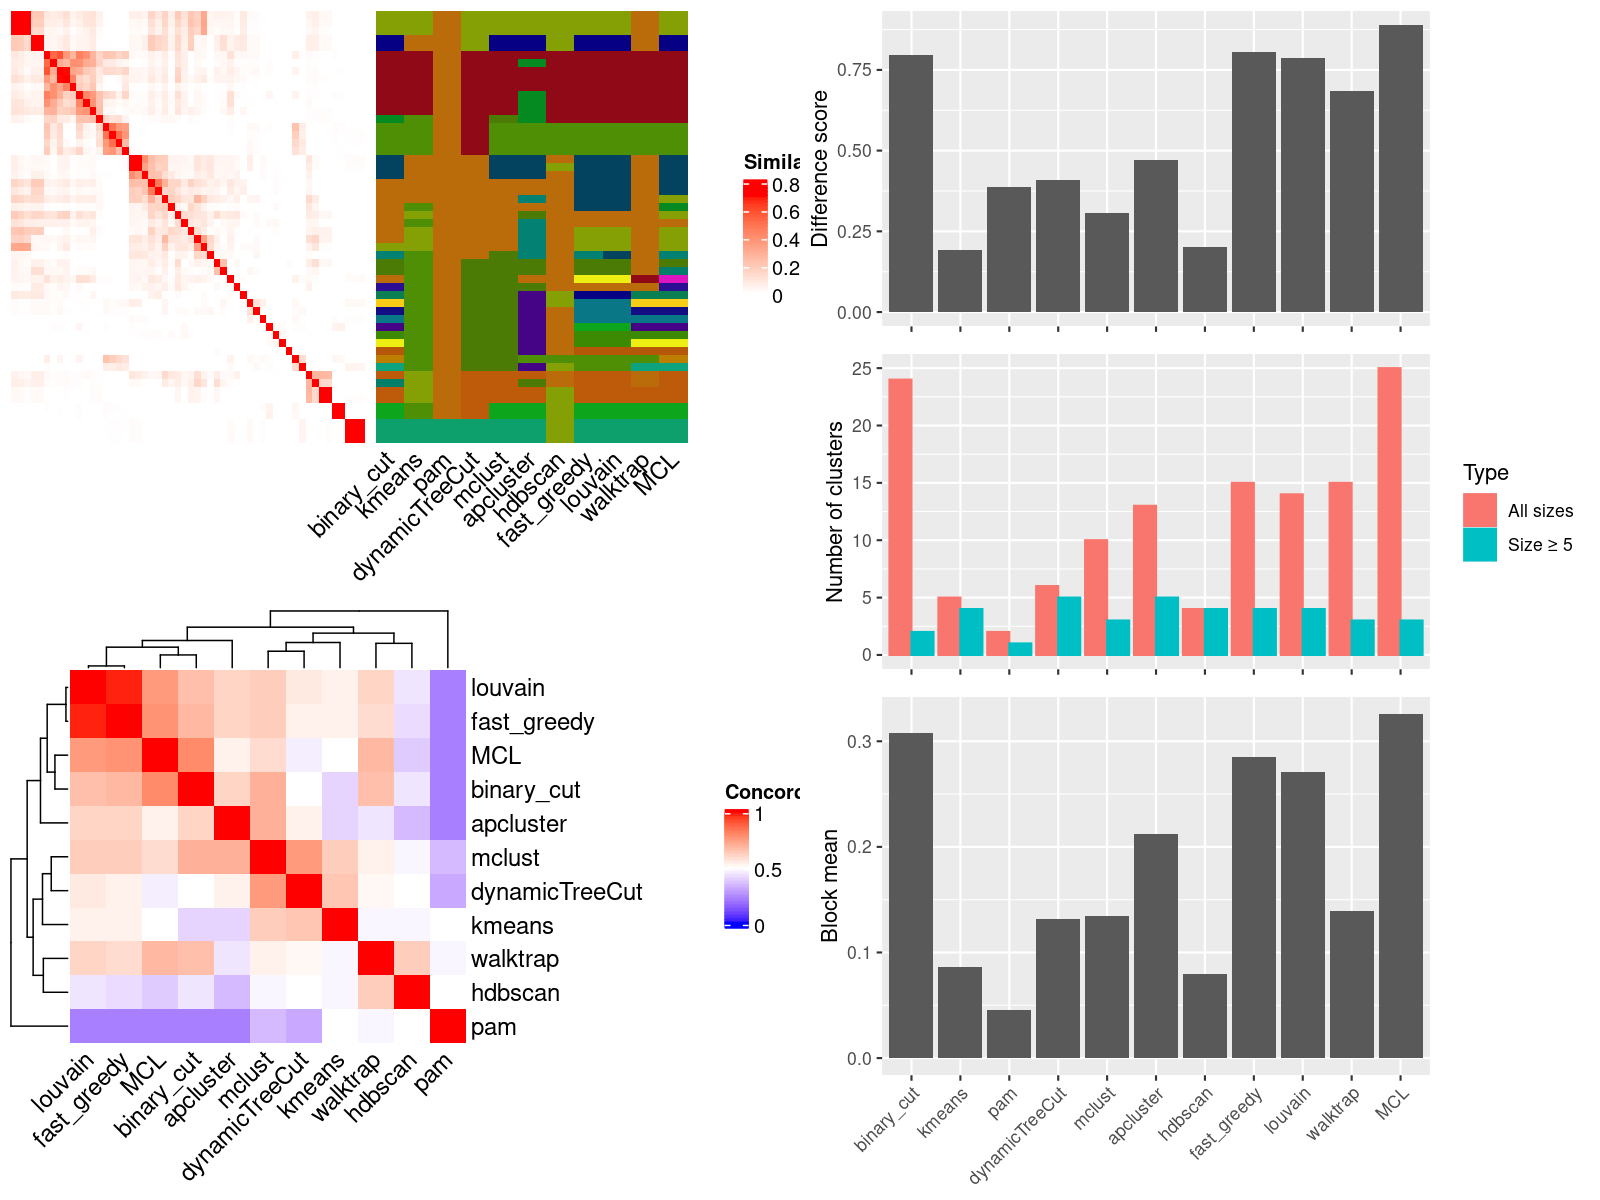 Simila
0.8
0.6
0.4
0.2
0
binary_cut
kmeans
pam
dynamicTreeCut
mclust
apcluster
hdbscan
fast_greedy
louvain
walktrap
MCL
louvain
fast_greedy
MCL
binary_cut
apcluster
mclust
dynamicTreeCut
kmeans
walktrap
hdbscan
pam
louvain
fast_greedy
MCL
binary_cut
apcluster
mclust
dynamicTreeCut
kmeans
walktrap
hdbscan
pam
Concord
1
0.5
0
Difference score
0.75
0.50
0.25
0.00
Number of clusters
25
20
15
10
5
0
Type
All sizes
Size ≥ 5
Block mean
0.3
0.2
0.1
0.0
binary_cut
kmeans
pam
dynamicTreeCut
mclust
apcluster
hdbscan
fast_greedy
louvain
walktrap
MCL